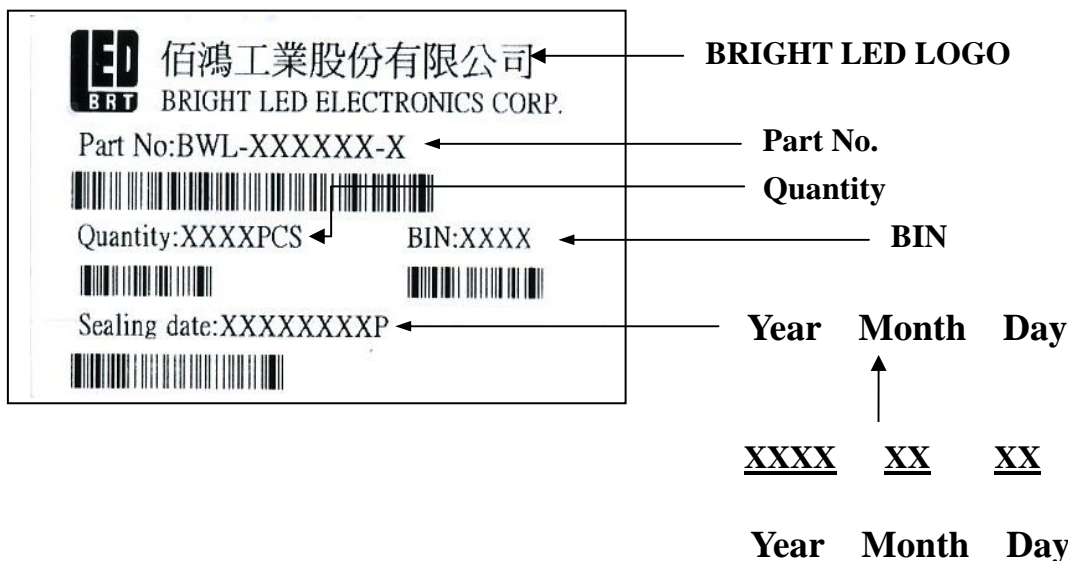 LED 佰鴻工業股份有限公司 BRIGHT LED LOGO
BRT BRIGHT LED ELECTRONICS CORP.
Part No:BWL-XXXXXX-X Part No.
Quantity
Quantity:XXXXPCS BIN:XXXX BIN
Sealing date:XXXXXXXXP Year Month Day
XXXX XX XX
Year Month Day